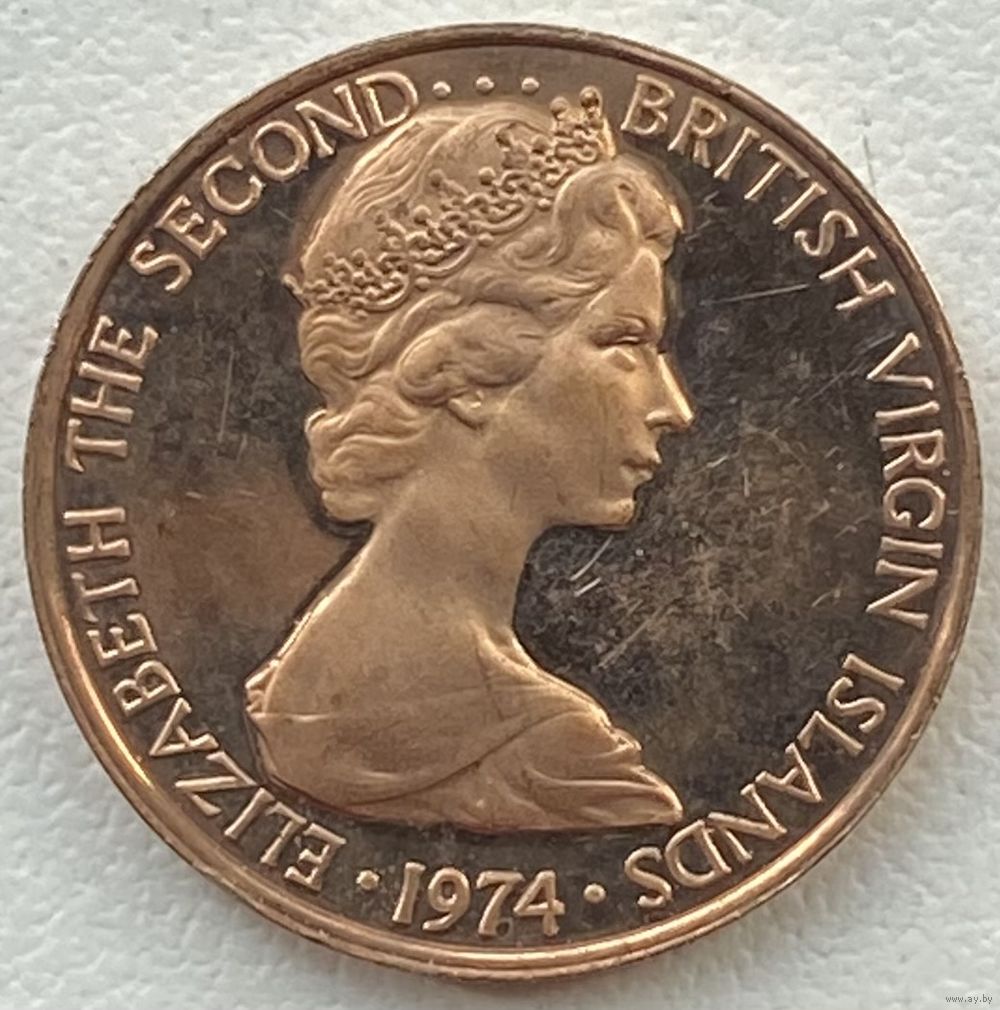 ELIZABETH THE SECOND.... BRITISH VIRGIN ISLANDS
· 1974 ·
www.ay.by